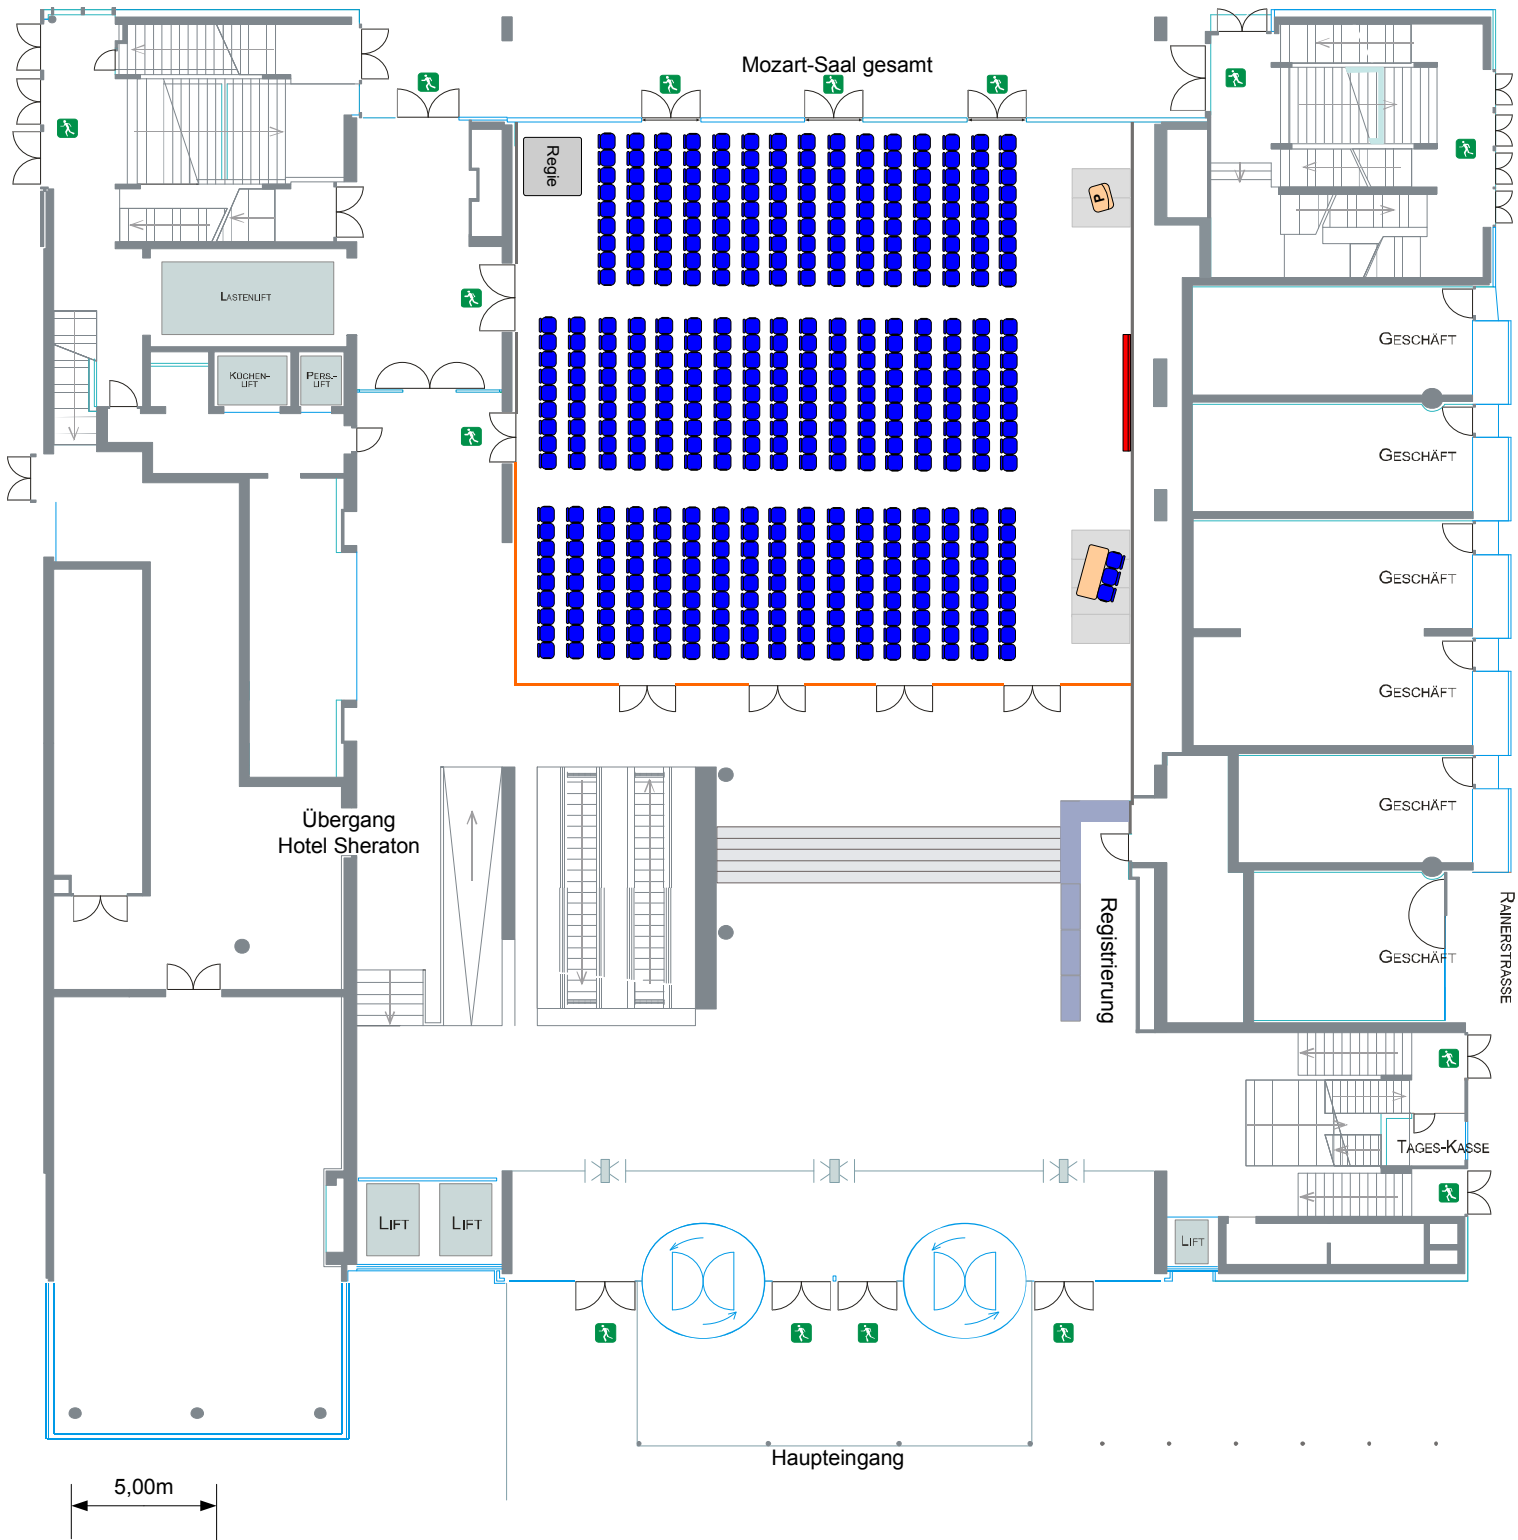 Mozart-Saal gesamt
Regie
P
LASTENLIFT
KÜCHEN-
LIFT
PERS.-
LIFT
GESCHÄFT
GESCHÄFT
GESCHÄFT
GESCHÄFT
GESCHÄFT
GESCHÄFT
Übergang
Hotel Sheraton
Registrierung
RAINERSTRASSE
TAGES-KASSE
LIFT
LIFT
LIFT
Haupteingang
5,00m